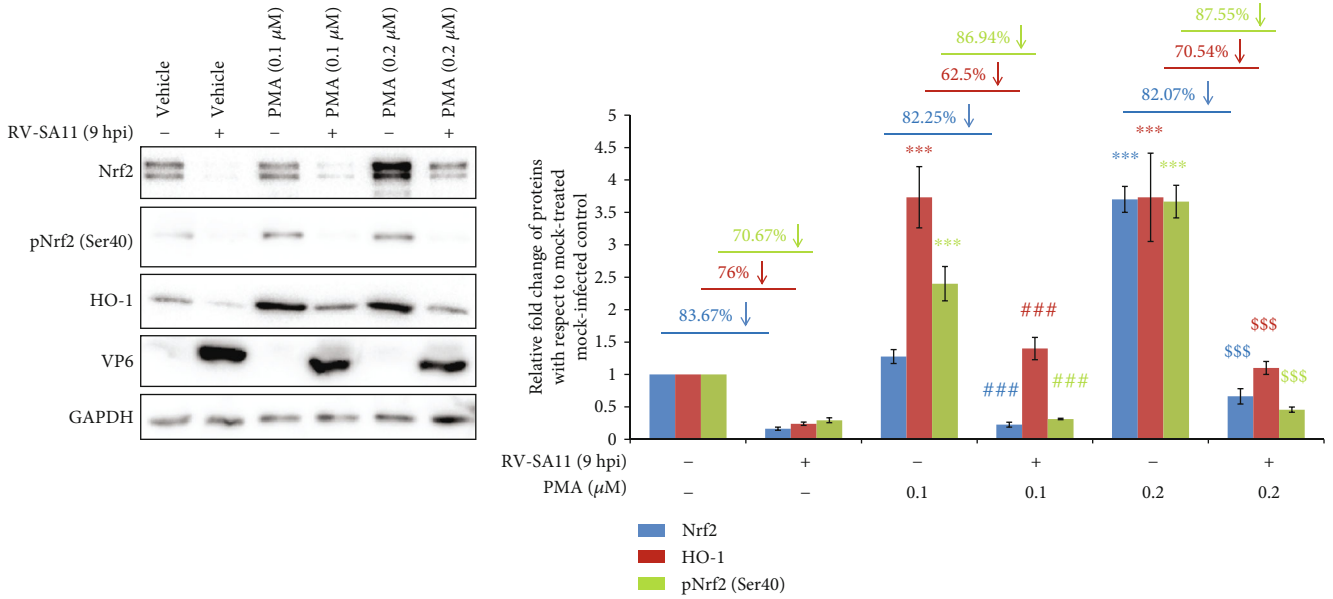 Vehicle
Vehicle
PMA (0.1 μM)
PMA (0.1 μM)
PMA (0.2 μM)
PMA (0.2 μM)
RV-SA11 (9 hpi) – + – + – +
Nrf2
pNrf2 (Ser40)
HO-1
VP6
GAPDH
Relative fold change of proteins
with respect to mock-treated
mock-infected control
5
4.5
4
3.5
3
2.5
2
1.5
1
0.5
0
83.67% ↓
76% ↓
70.67% ↓
82.25% ↓
62.5% ↓
86.94% ↓
82.07% ↓
70.54% ↓
87.55% ↓
***
***
###
###
###
***
***
***
$$$
$$$
$$$
RV-SA11 (9 hpi) – + – + – +
PMA (μM) – – 0.1 0.1 0.2 0.2
Nrf2
HO-1
pNrf2 (Ser40)